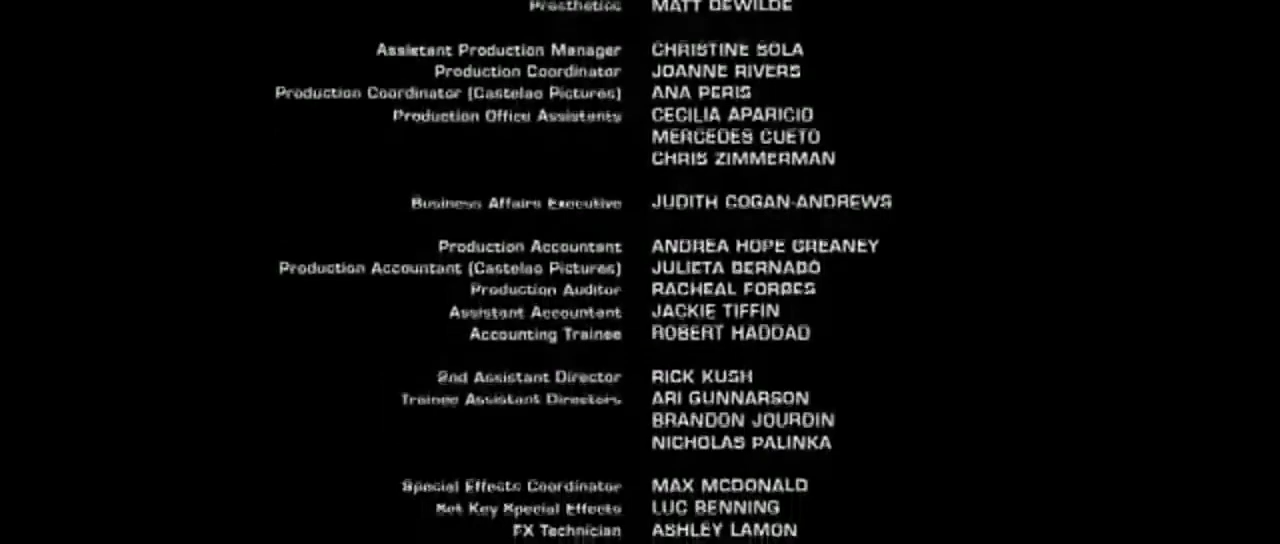 Prosthetics MATT DEWILDE
Assistant Production Manager CHRISTINE SOLA
Production Coordinator JOANNE RIVERS
Production Coordinator (Castelao Pictures) ANA PERIS
Production Office Assistants CECILIA APARICIO
MERCEDES CUETO
CHRIS ZIMMERMAN
Business Affairs Executive JUDITH COGAN-ANDREWS
Production Accountant ANDREA HOPE GREANEY
Production Accountant (Castelao Pictures) JULIETA BERNADÓ
Production Auditor RACHEAL FORBES
Assistant Accountant JACKIE TIFFIN
Accounting Trainee ROBERT HADDAD
2nd Assistant Director RICK KUSH
Trainee Assistant Directors ARI GUNNARSON
BRANDON JOURDIN
NICHOLAS PALINKA
Special Effects Coordinator MAX MCDONALD
Set Key Special Effects LUC BENNING
FX Technician ASHLEY LAMON